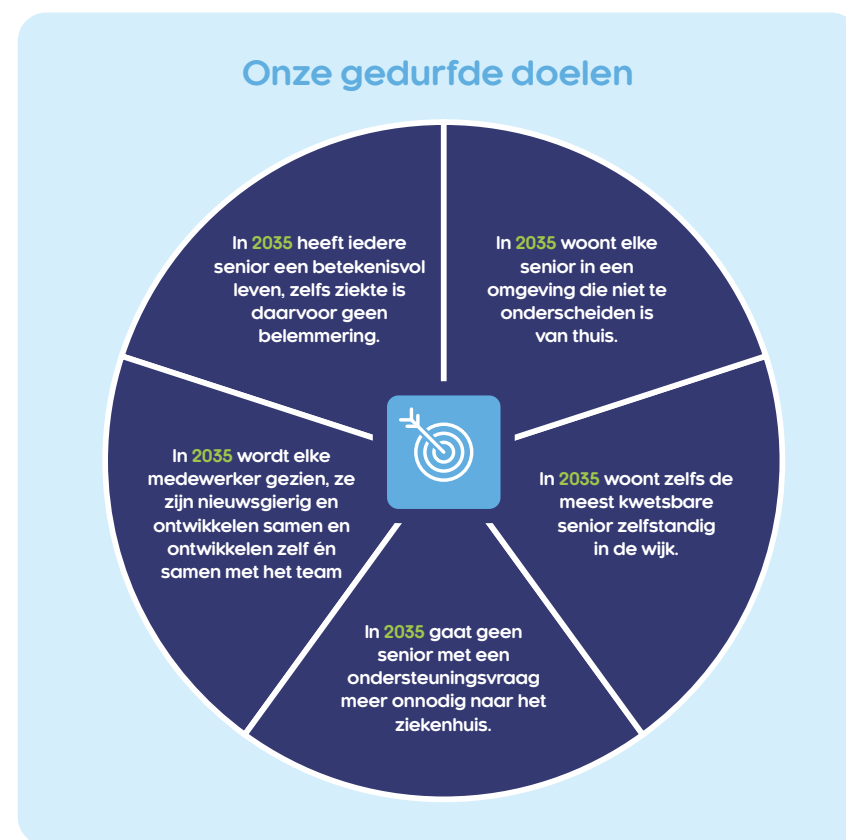 Onze gedurfde doelen
In 2035 heeft iedere
senior een betekenisvol
leven, zelfs ziekte is
daarvoor geen
belemmering.
In 2035 woont elke
senior in een
omgeving die niet te
onderscheiden is
van thuis.
In 2035 wordt elke
medewerker gezien, ze
zijn nieuwsgierig en
ontwikkelen samen en
ontwikkelen zelf én
samen met het team
In 2035 woont zelfs de
meest kwetsbare
senior zelfstandig
in de wijk.
In 2035 gaat geen
senior met een
ondersteuningsvraag
meer onnodig naar het
ziekenhuis.